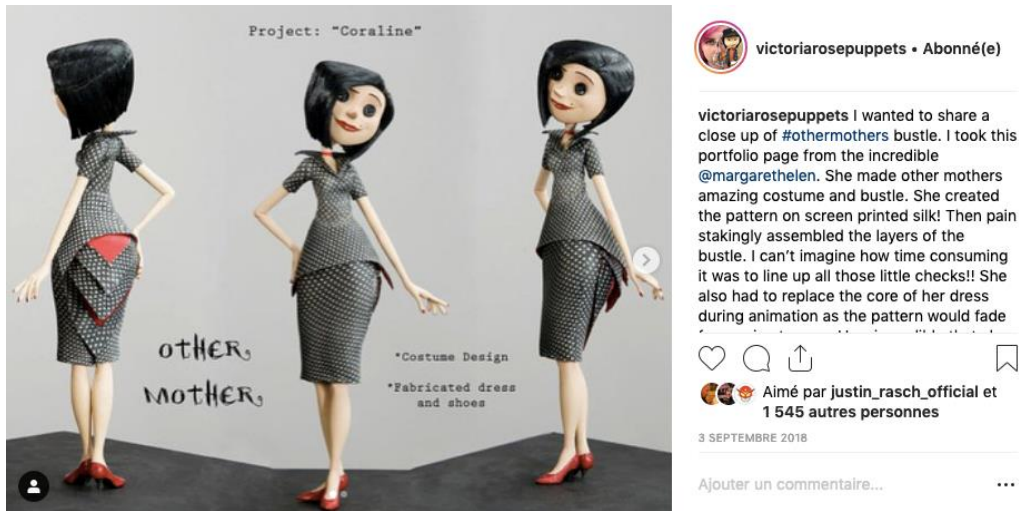 Project: "Coraline"
OTHER
MOTHER
*Costume Design
*Fabricated dress
and shoes
victoriarosepuppets • Abonné(e)
victoriarosepuppets I wanted to share a
close up of #othermothers bustle. I took this
portfolio page from the incredible
@margarethelen. She made other mothers
amazing costume and bustle. She created
the pattern on screen printed silk! Then pain
stakingly assembled the layers of the
bustle. I can't imagine how time consuming
it was to line up all those little checks!! She
also had to replace the core of her dress
during animation as the pattern would fade
Aimé par justin_rasch_official et
1 545 autres personnes
3 SEPTEMBRE 2018
Ajouter un commentaire...